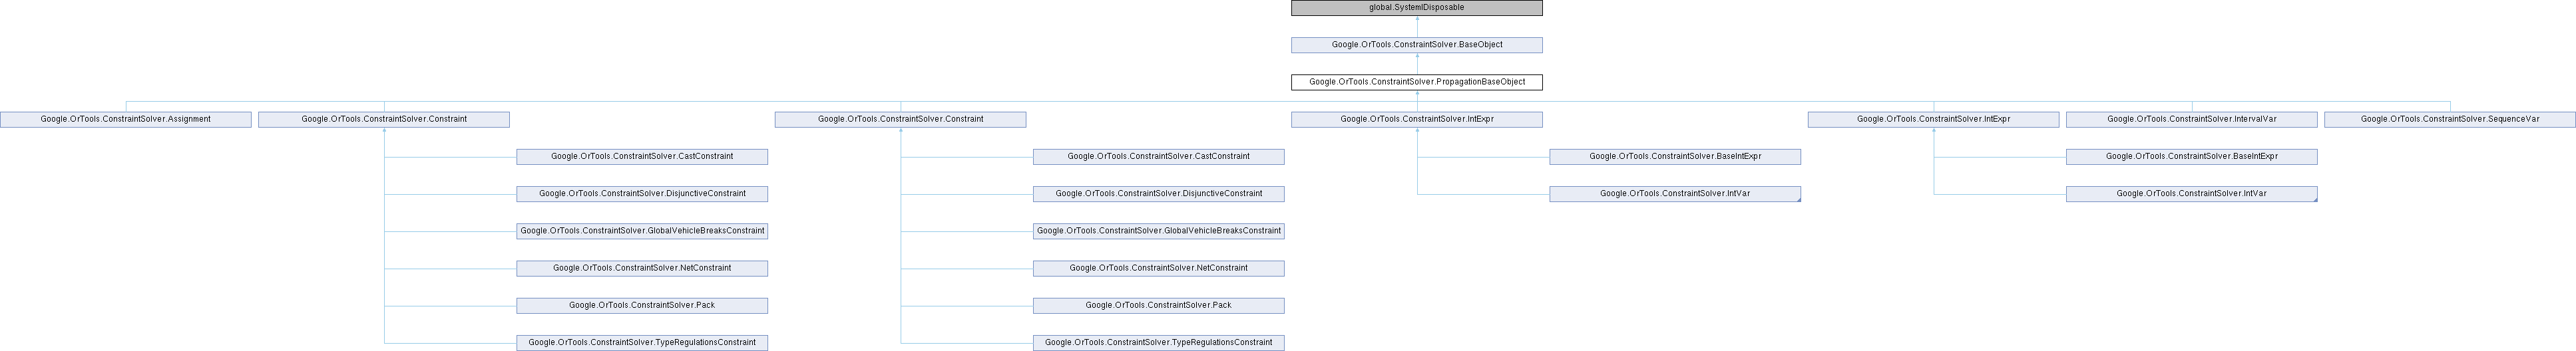 global.SystemIDisposable
Google.OrTools.ConstraintSolver.BaseObject
Google.OrTools.ConstraintSolver.PropagationBaseObject
Google.OrTools.ConstraintSolver.Assignment
Google.OrTools.ConstraintSolver.Constraint
Google.OrTools.ConstraintSolver.Constraint
Google.OrTools.ConstraintSolver.IntExpr
Google.OrTools.ConstraintSolver.IntExpr
Google.OrTools.ConstraintSolver.IntervalVar
Google.OrTools.ConstraintSolver.SequenceVar
Google.OrTools.ConstraintSolver.CastConstraint
Google.OrTools.ConstraintSolver.CastConstraint
Google.OrTools.ConstraintSolver.BaseIntExpr
Google.OrTools.ConstraintSolver.BaseIntExpr
Google.OrTools.ConstraintSolver.DisjunctiveConstraint
Google.OrTools.ConstraintSolver.DisjunctiveConstraint
Google.OrTools.ConstraintSolver.IntVar
Google.OrTools.ConstraintSolver.IntVar
Google.OrTools.ConstraintSolver.GlobalVehicleBreaksConstraint
Google.OrTools.ConstraintSolver.GlobalVehicleBreaksConstraint
Google.OrTools.ConstraintSolver.NetConstraint
Google.OrTools.ConstraintSolver.NetConstraint
Google.OrTools.ConstraintSolver.Pack
Google.OrTools.ConstraintSolver.Pack
Google.OrTools.ConstraintSolver.TypeRegulationsConstraint
Google.OrTools.ConstraintSolver.TypeRegulationsConstraint